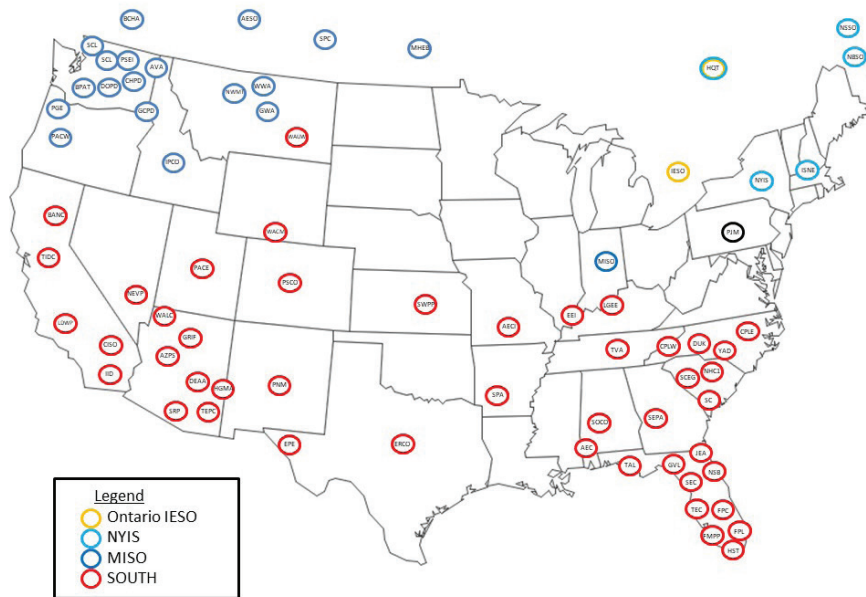 BCHA
AESO
SPC
MHEB
NSSO
NBSO
HQT
SCL
SCL
PSEI
AVA
BPAT
DOPD
CHPD
GCPD
PGE
PACW
IPCO
NWMT
WWA
GWA
WAUW
IESO
NYIS
ISNE
PJM
MISO
BANC
TIDC
WACM
PACE
PSCO
NEVP
WALC
LDWP
CISO
IID
GRIF
AZPS
DEAA
HGMA
SRP
TEPC
PNM
EPE
ERCO
SWPP
AECI
SPA
EEI
LGEE
TVA
CPLW
DUK
YAD
CPLE
SCEG
NHC1
SC
SOCO
SEPA
AEC
TAL
GVL
JEA
NSB
SEC
TEC
FPC
FMPP
FPL
HST
Legend
Ontario IESO
NYIS
MISO
SOUTH